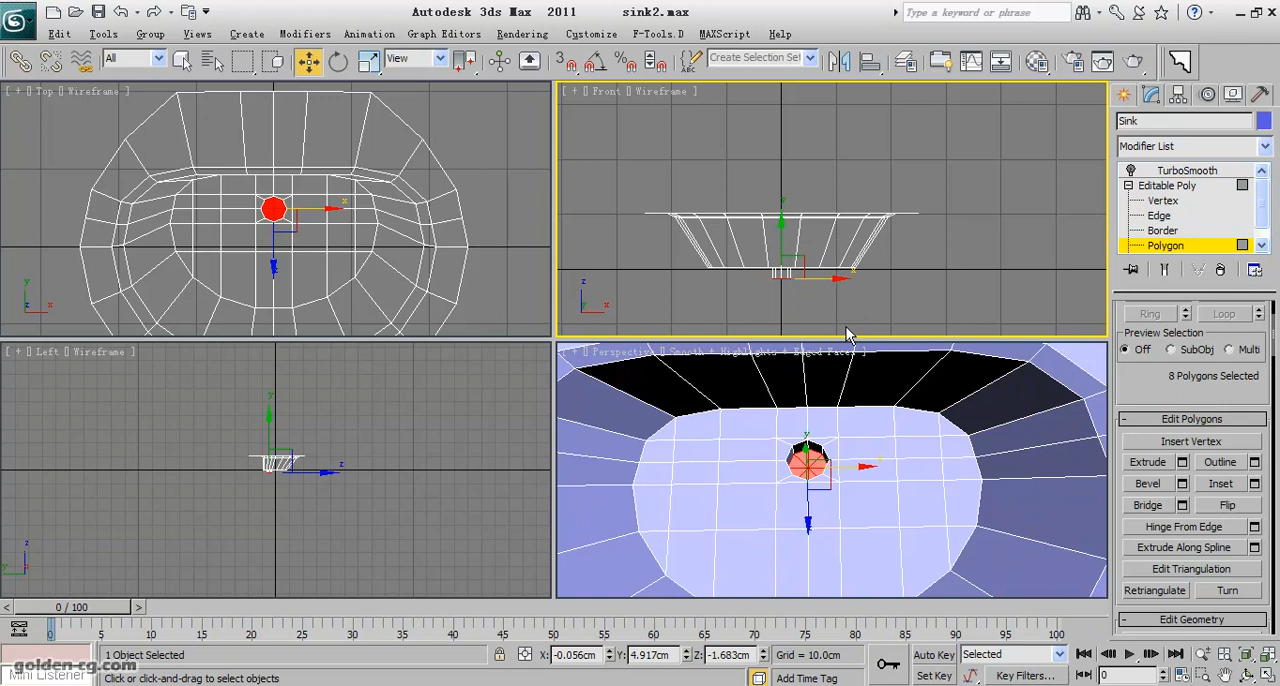 Autodesk 3ds Max 2011 sink2.max
Type a keyword or phrase
Edit Tools Group Views Create Modifiers Animation Graph Editors Rendering Customize F-Tools.D MAXScript Help
All View 3 Create Selection Set
[ + [] Top [] Wireframe ]
[ + [] Front [] Wireframe ]
Sink
Modifier List
TurboSmooth
Editable Poly
Vertex
Edge
Border
Polygon
Ring Loop
Preview Selection
Off SubObj Multi
8 Polygons Selected
Edit Polygons
Insert Vertex
Extrude Outline
Bevel Inset
Bridge Flip
Hinge From Edge
Extrude Along Spline
Edit Triangulation
Retriangulate Turn
Edit Geometry
[ + [] Left [] Wireframe ]
[ + [] Perspective [] Smooth + Highlights + Edged Faces ]
x
y
z
< 0 / 100 >
0 5 10 15 20 25 30 35 40 45 50 55 60 65 70 75 80 85 90 95 100
1 Object Selected X: -0.056cm Y: 4.917cm Z: -1.683cm Grid = 10.0cm Auto Key Selected
golden-cg.com
Mini Listener Click or click-and-drag to select objects Add Time Tag Set Key Key Filters... 0